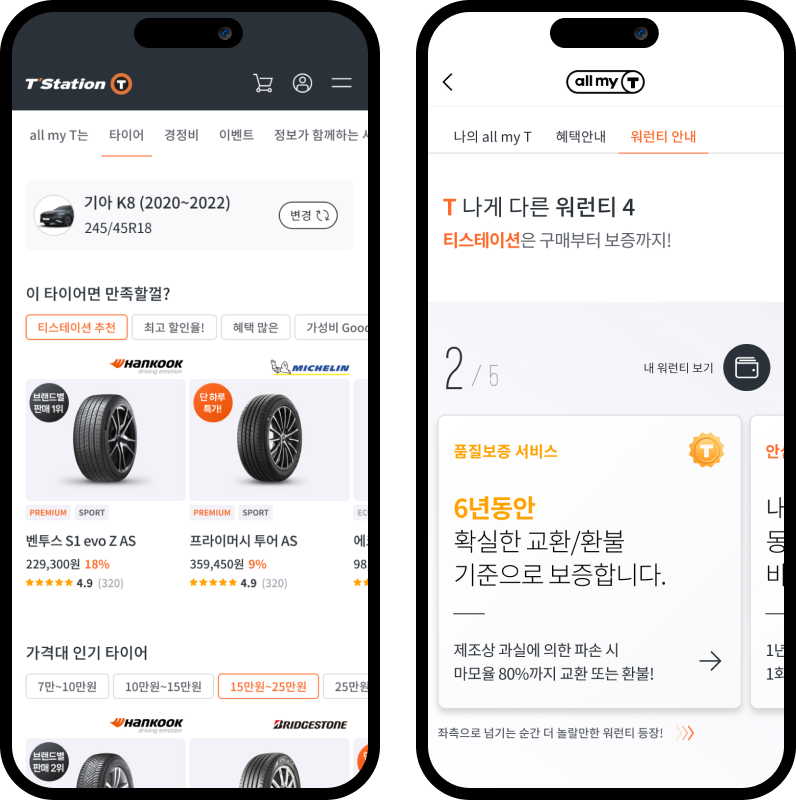 T'Station T
all my T는 타이어 경정비 이벤트 정보가 함께하는
기아 K8 (2020~2022)
245/45R18
변경
이 타이어면 만족할껄?
티스테이션 추천 최고 할인율! 혜택 많은 가성비 Good
HANKOOK
driving emotion
MICHELIN
브랜드별
판매 1위
단 하루
특가!
PREMIUM SPORT
PREMIUM SPORT
벤투스 S1 evo Z AS
프라이머시 투어 AS
229,300원 18%
359,450원 9%
98
4.9 (320)
4.9 (320)
가격대 인기 타이어
7만~10만원 10만원~15만원 15만원~25만원 25만원
HANKOOK
driving emotion
BRIDGESTONE
브랜드별
판매 2위
all my T
나의 all my T 혜택안내 워런티 안내
T 나게 다른 워런티 4
티스테이션은 구매부터 보증까지!
2 / 5
내 워런티 보기
품질보증 서비스
T
6년동안
확실한 교환/환불
기준으로 보증합니다.
제조상 과실에 의한 파손 시
마모율 80%까지 교환 또는 환불!
좌측으로 넘기는 순간 더 놀랄만한 워런티 등장!